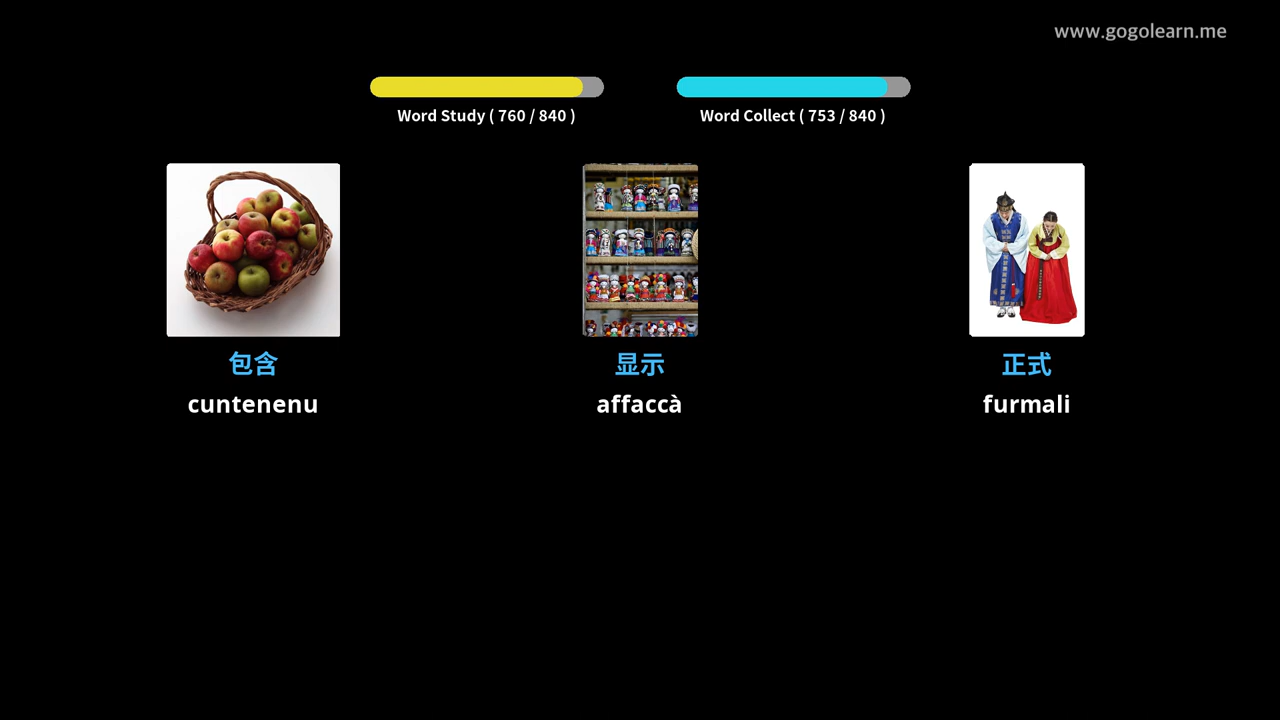 www.gogolearn.me
Word Study ( 760 / 840 )
Word Collect ( 753 / 840 )
包含
显示
正式
cuntenenu
affaccà
furmali